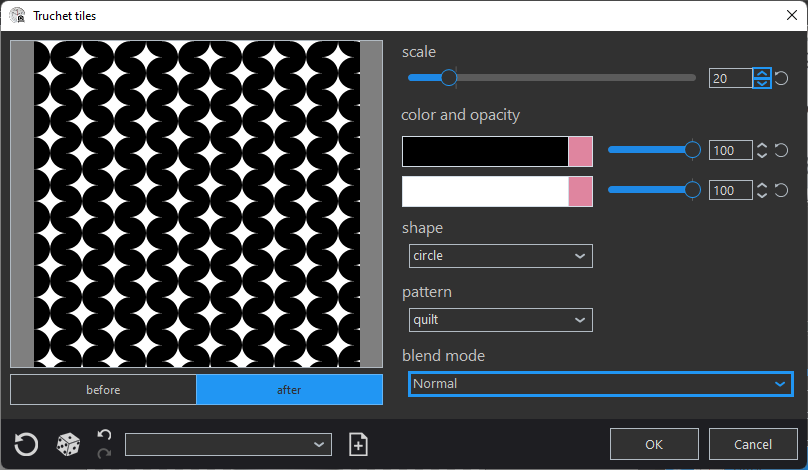 Truchet tiles
scale
20
color and opacity
100
100
shape
circle
pattern
quilt
blend mode
Normal
before
after
OK
Cancel